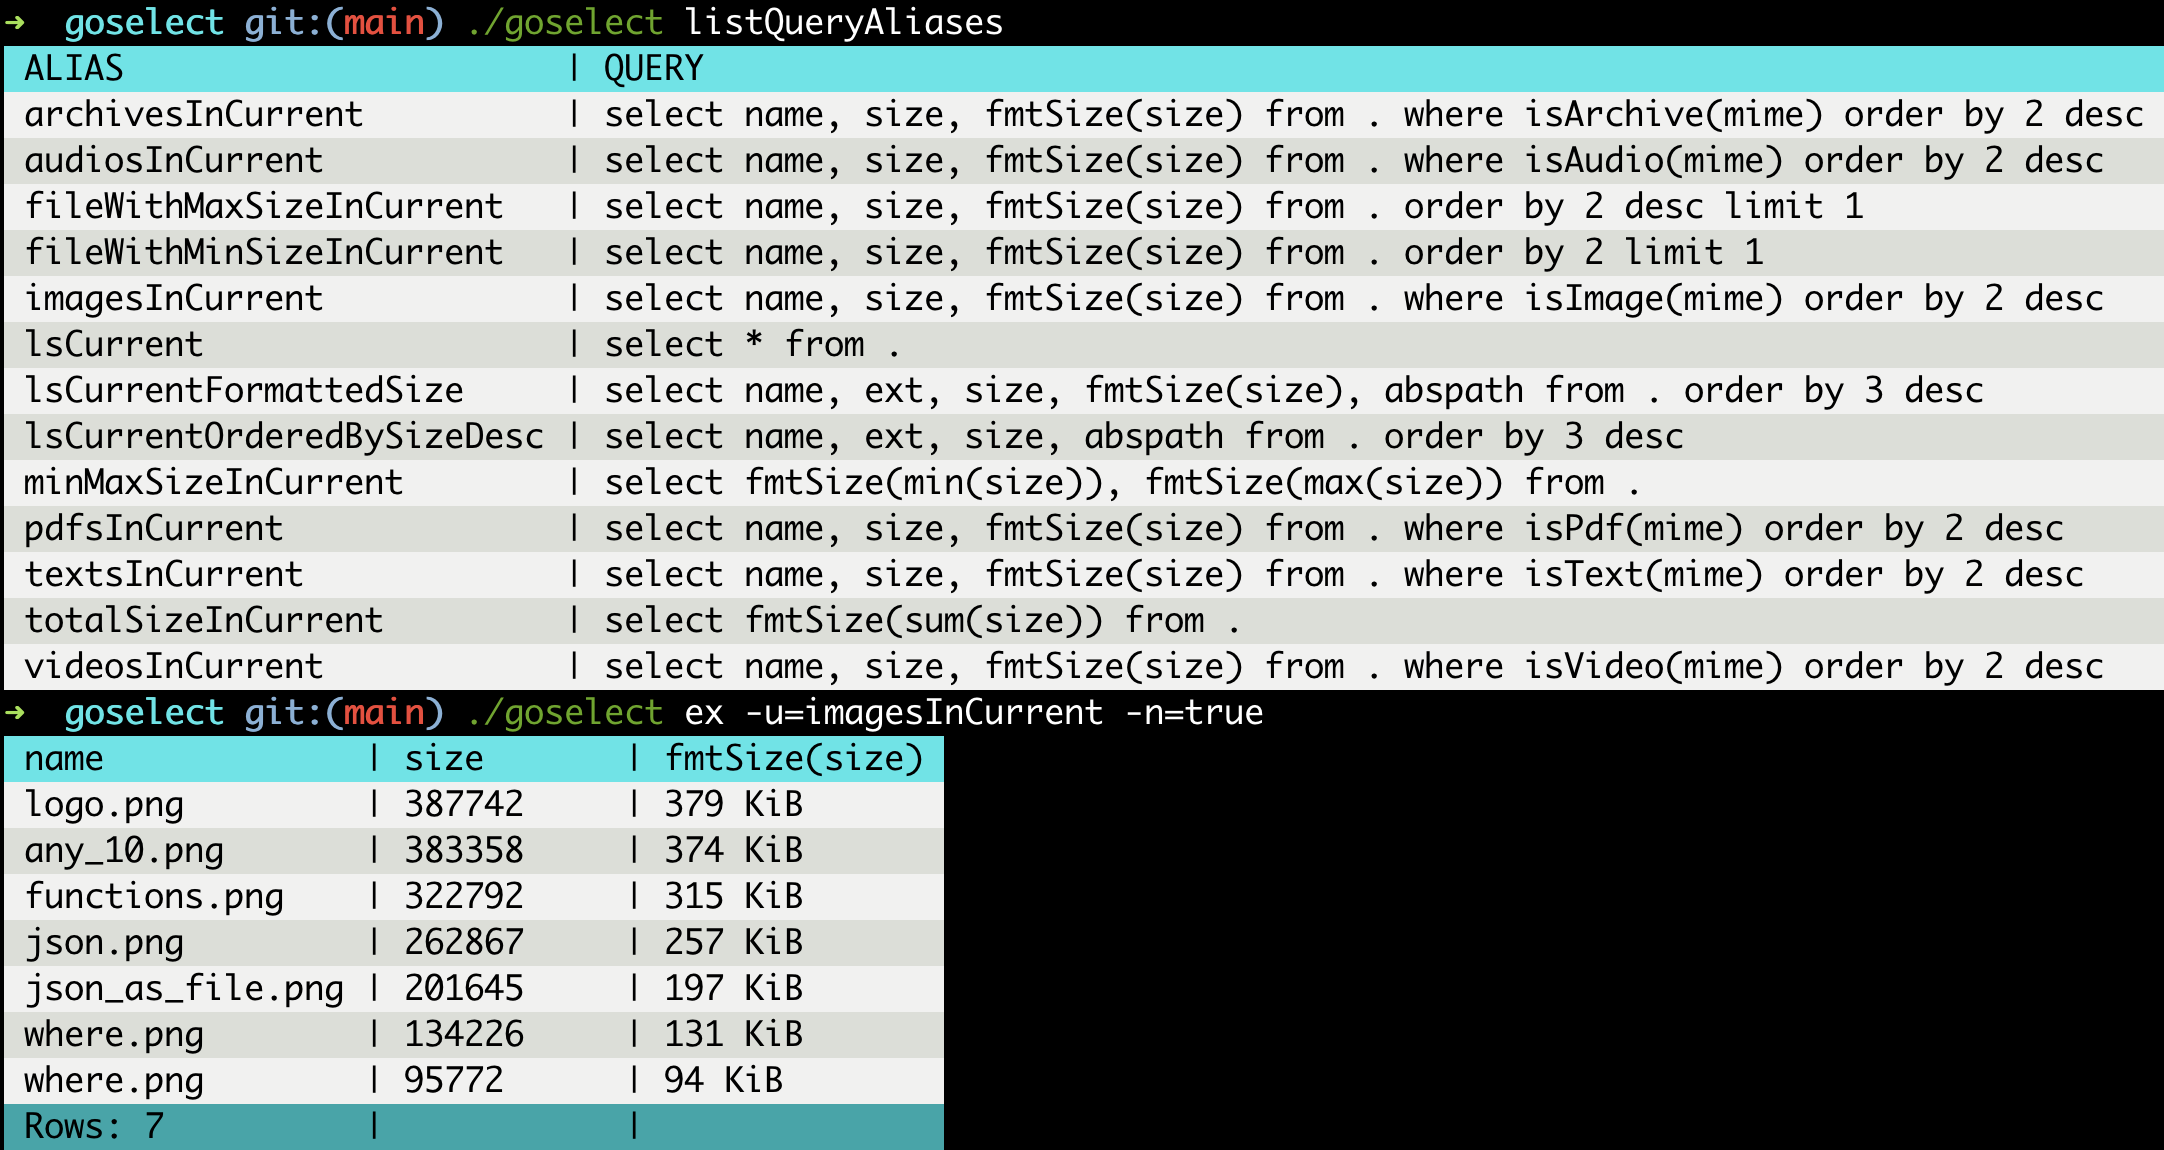 ➜ goselect git:(main) ./goselect listQueryAliases
ALIAS | QUERY
archivesInCurrent | select name, size, fmtSize(size) from . where isArchive(mime) order by 2 desc
audiosInCurrent | select name, size, fmtSize(size) from . where isAudio(mime) order by 2 desc
fileWithMaxSizeInCurrent | select name, size, fmtSize(size) from . order by 2 desc limit 1
fileWithMinSizeInCurrent | select name, size, fmtSize(size) from . order by 2 limit 1
imagesInCurrent | select name, size, fmtSize(size) from . where isImage(mime) order by 2 desc
lsCurrent | select * from .
lsCurrentFormattedSize | select name, ext, size, fmtSize(size), abspath from . order by 3 desc
lsCurrentOrderedBySizeDesc | select name, ext, size, abspath from . order by 3 desc
minMaxSizeInCurrent | select fmtSize(min(size)), fmtSize(max(size)) from .
pdfsInCurrent | select name, size, fmtSize(size) from . where isPdf(mime) order by 2 desc
textsInCurrent | select name, size, fmtSize(size) from . where isText(mime) order by 2 desc
totalSizeInCurrent | select fmtSize(sum(size)) from .
videosInCurrent | select name, size, fmtSize(size) from . where isVideo(mime) order by 2 desc
➜ goselect git:(main) ./goselect ex -u=imagesInCurrent -n=true
name | size | fmtSize(size)
logo.png | 387742 | 379 KiB
any_10.png | 383358 | 374 KiB
functions.png | 322792 | 315 KiB
json.png | 262867 | 257 KiB
json_as_file.png | 201645 | 197 KiB
where.png | 134226 | 131 KiB
where.png | 95772 | 94 KiB
Rows: 7 | |